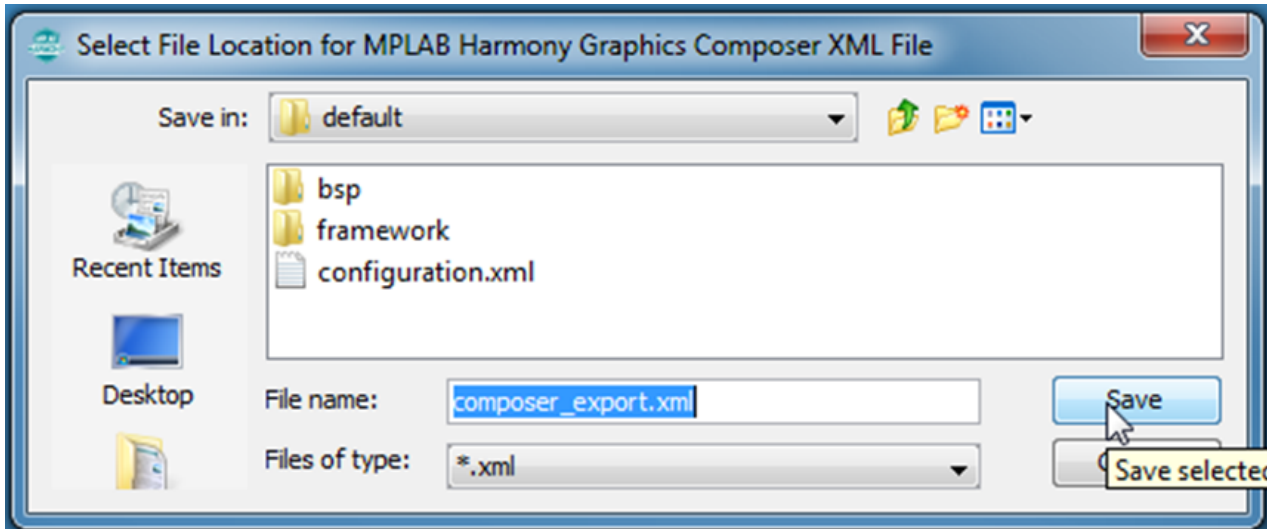 Select File Location for MPLAB Harmony Graphics Composer XML File
Save in: default
bsp
framework
configuration.xml
Recent Items
Desktop
File name: composer_export.xml
Save
Files of type: *.xml
Save selected